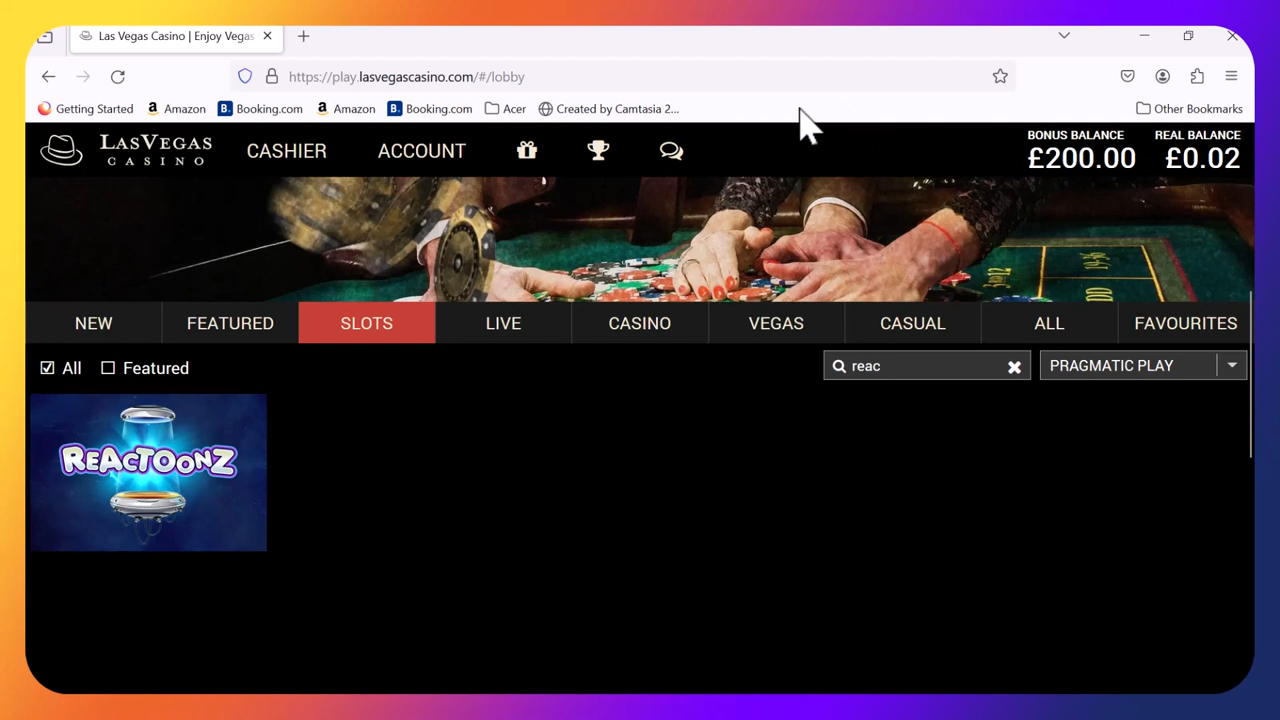 Las Vegas Casino | Enjoy Vegas
https://play.lasvegascasino.com/#/lobby
Getting Started
Amazon
Booking.com
Amazon
Booking.com
Acer
Created by Camtasia 2...
Other Bookmarks
LASVEGAS
CASINO
CASHIER
ACCOUNT
BONUS BALANCE
£200.00
REAL BALANCE
£0.02
NEW
FEATURED
SLOTS
LIVE
CASINO
VEGAS
CASUAL
ALL
FAVOURITES
All
Featured
reac
PRAGMATIC PLAY
REACTOONZ